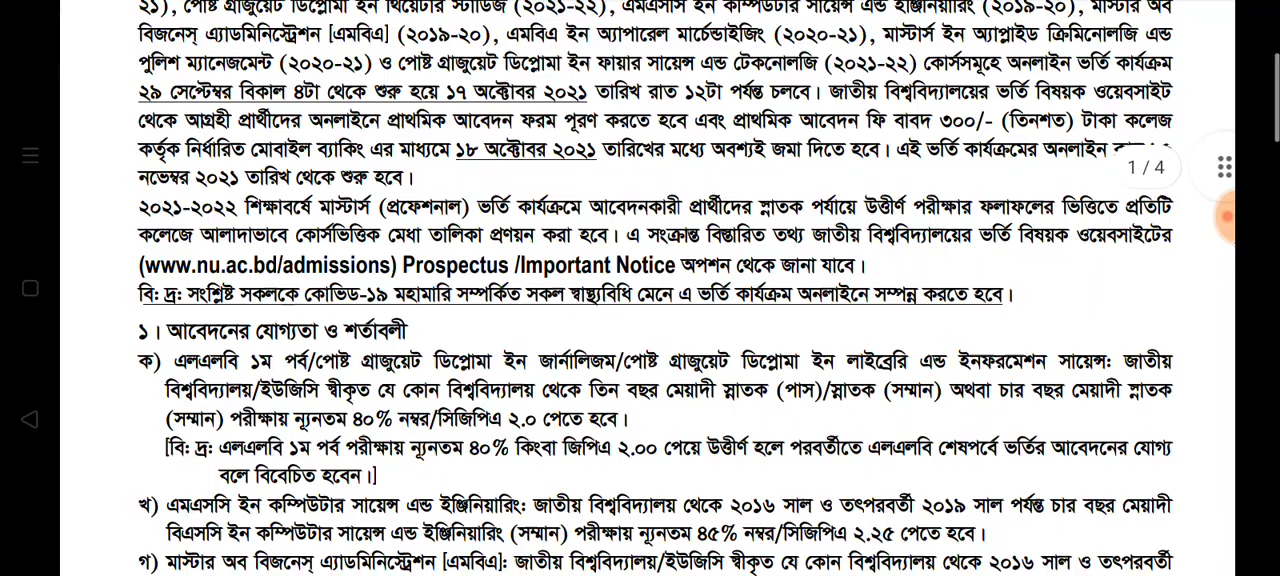 ২১), পোষ্ট গ্রাজুয়েট ডিপ্লোমা ইন থিয়েটার স্টাডিজ (২০২১-২২), এমএসসি ইন কম্পিউটার সায়েন্স এন্ড ইঞ্জিনিয়ারিং (২০১৯-২০), মাস্টার অব
বিজনেস্ এ্যাডমিনিস্ট্রেশন [এমবিএ] (২০১৯-২০), এমবিএ ইন অ্যাপারেল মার্চেন্ডাইজিং (২০২০-২১), মাস্টার্স ইন অ্যাপ্লাইড ক্রিমিনোলজি এন্ড
পুলিশ ম্যানেজমেন্ট (২০২০-২১) ও পোষ্ট গ্রাজুয়েট ডিপ্লোমা ইন ফায়ার সায়েন্স এন্ড টেকনোলজি (২০২১-২২) কোর্সসমূহে অনলাইন ভর্তি কার্যক্রম
২৯ সেপ্টেম্বর বিকাল ৪টা থেকে শুরু হয়ে ১৭ অক্টোবর ২০২১ তারিখ রাত ১২টা পর্যন্ত চলবে। জাতীয় বিশ্ববিদ্যালয়ের ভর্তি বিষয়ক ওয়েবসাইট
থেকে আগ্রহী প্রার্থীদের অনলাইনে প্রাথমিক আবেদন ফরম পূরণ করতে হবে এবং প্রাথমিক আবেদন ফি বাবদ ৩০০/- (তিনশত) টাকা কলেজ
কর্তৃক নির্ধারিত মোবাইল ব্যাংকিং এর মাধ্যমে ১৮ অক্টোবর ২০২১ তারিখের মধ্যে অবশ্যই জমা দিতে হবে। এই ভর্তি কার্যক্রমের অনলাইন
1/4
নভেম্বর ২০২১ তারিখ থেকে শুরু হবে।
২০২১-২০২২ শিক্ষাবর্ষে মাস্টার্স (প্রফেশনাল) ভর্তি কার্যক্রমে আবেদনকারী প্রার্থীদের স্নাতক পর্যায়ে উত্তীর্ণ পরীক্ষার ফলাফলের ভিত্তিতে প্রতিটি
কলেজে আলাদাভাবে কোর্সভিত্তিক মেধা তালিকা প্রণয়ন করা হবে। এ সংক্রান্ত বিস্তারিত তথ্য জাতীয় বিশ্ববিদ্যালয়ের ভর্তি বিষয়ক ওয়েবসাইটের
(www.nu.ac.bd/admissions) Prospectus /Important Notice অপশন থেকে জানা যাবে।
বি: দ্র: সংশ্লিষ্ট সকলকে কোভিড-১৯ মহামারি সম্পর্কিত সকল স্বাস্থ্যবিধি মেনে এ ভর্তি কার্যক্রম অনলাইনে সম্পন্ন করতে হবে।
১। আবেদনের যোগ্যতা ও শর্তাবলী
ক) এলএলবি ১ম পর্ব/পোষ্ট গ্রাজুয়েট ডিপ্লোমা ইন জার্নালিজম/পোষ্ট গ্রাজুয়েট ডিপ্লোমা ইন লাইব্রেরি এন্ড ইনফরমেশন সায়েন্স: জাতীয়
বিশ্ববিদ্যালয়/ইউজিসি স্বীকৃত যে কোন বিশ্ববিদ্যালয় থেকে তিন বছর মেয়াদী স্নাতক (পাস)/স্নাতক (সম্মান) অথবা চার বছর মেয়াদী স্নাতক
(সম্মান) পরীক্ষায় ন্যূনতম ৪০% নম্বর/সিজিপিএ ২.০ পেতে হবে।
[বি: দ্র: এলএলবি ১ম পর্ব পরীক্ষায় ন্যূনতম ৪০% কিংবা জিপিএ ২.০০ পেয়ে উত্তীর্ণ হলে পরবর্তীতে এলএলবি শেষপর্বে ভর্তির আবেদনের যোগ্য
বলে বিবেচিত হবেন।]
খ) এমএসসি ইন কম্পিউটার সায়েন্স এন্ড ইঞ্জিনিয়ারিং: জাতীয় বিশ্ববিদ্যালয় থেকে ২০১৬ সাল ও তৎপরবর্তী ২০১৯ সাল পর্যন্ত চার বছর মেয়াদী
বিএসসি ইন কম্পিউটার সায়েন্স এন্ড ইঞ্জিনিয়ারিং (সম্মান) পরীক্ষায় ন্যূনতম ৪৫% নম্বর/সিজিপিএ ২.২৫ পেতে হবে।
গ) মাস্টার অব বিজনেস্ এ্যাডমিনিস্ট্রেশন [এমবিএ]: জাতীয় বিশ্ববিদ্যালয়/ইউজিসি স্বীকৃত যে কোন বিশ্ববিদ্যালয় থেকে ২০১৬ সাল ও তৎপরবর্তী